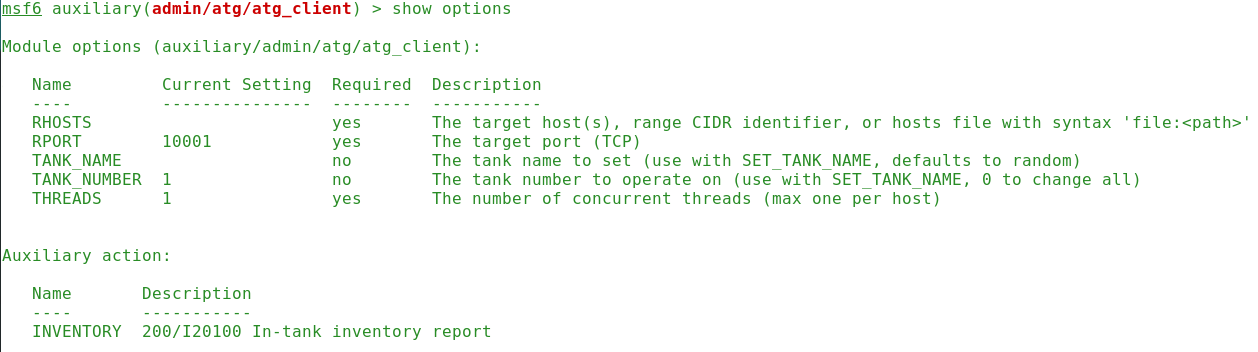 msf6 auxiliary(admin/atg/atg_client) > show options

Module options (auxiliary/admin/atg/atg_client):

   Name         Current Setting  Required  Description
   ----         ---------------  --------  -----------
   RHOSTS                        yes       The target host(s), range CIDR identifier, or hosts file with syntax 'file:<path>'
   RPORT        10001            yes       The target port (TCP)
   TANK_NAME                     no        The tank name to set (use with SET_TANK_NAME, defaults to random)
   TANK_NUMBER  1                no        The tank number to operate on (use with SET_TANK_NAME, 0 to change all)
   THREADS      1                yes       The number of concurrent threads (max one per host)


Auxiliary action:

   Name       Description
   ----       -----------
   INVENTORY  200/I20100 In-tank inventory report